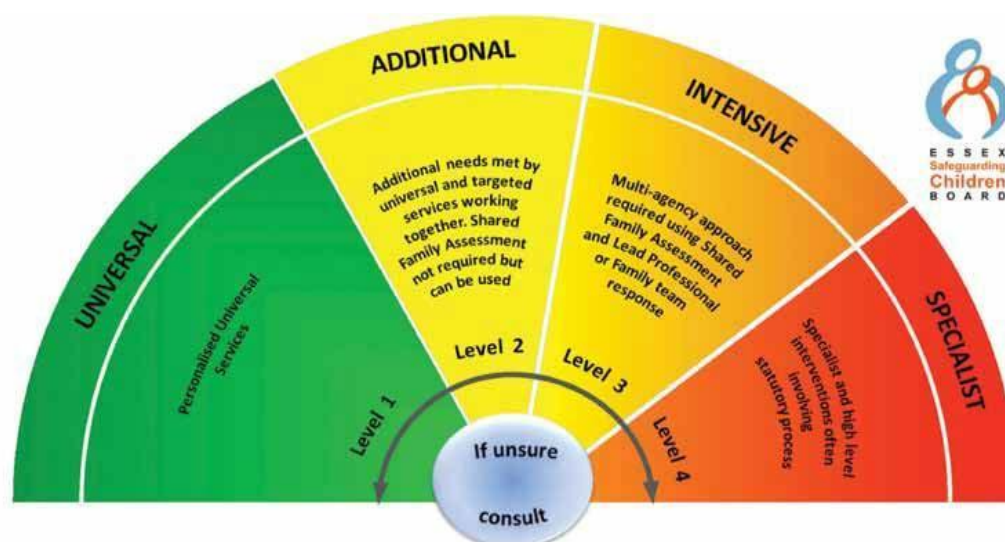 UNIVERSAL
Personalised Universal
Services
Level 1
ADDITIONAL
Additional needs met by
universal and targeted
services working
together. Shared
Family Assessment
not required but
can be used
Level 2
INTENSIVE
Multi-agency approach
required using Shared
Family Assessment
and Lead Professional
or Family team
response
Level 3
SPECIALIST
Specialist and high level
interventions often
involving
statutory process
Level 4
If unsure
consult
ESSEX
Safeguarding
Children
BOARD